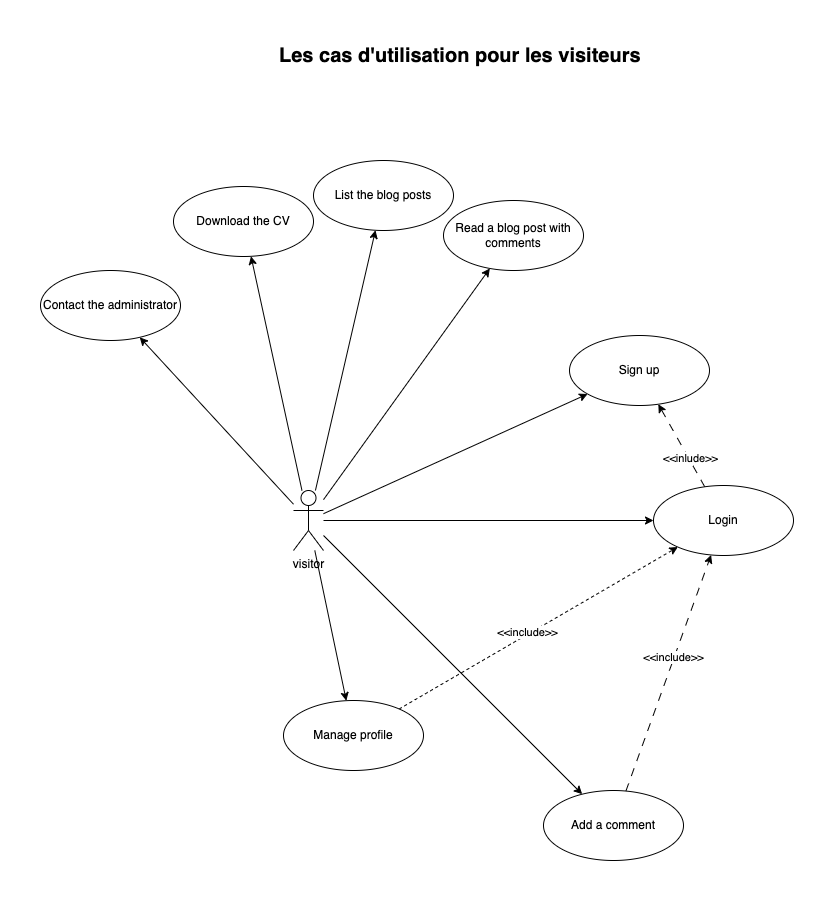 Les cas d'utilisation pour les visiteurs
List the blog posts
Download the CV
Read a blog post with
comments
Contact the administrator
Sign up
<<inlude>>
Login
visitor
<<include>>
<<include>>
Manage profile
Add a comment